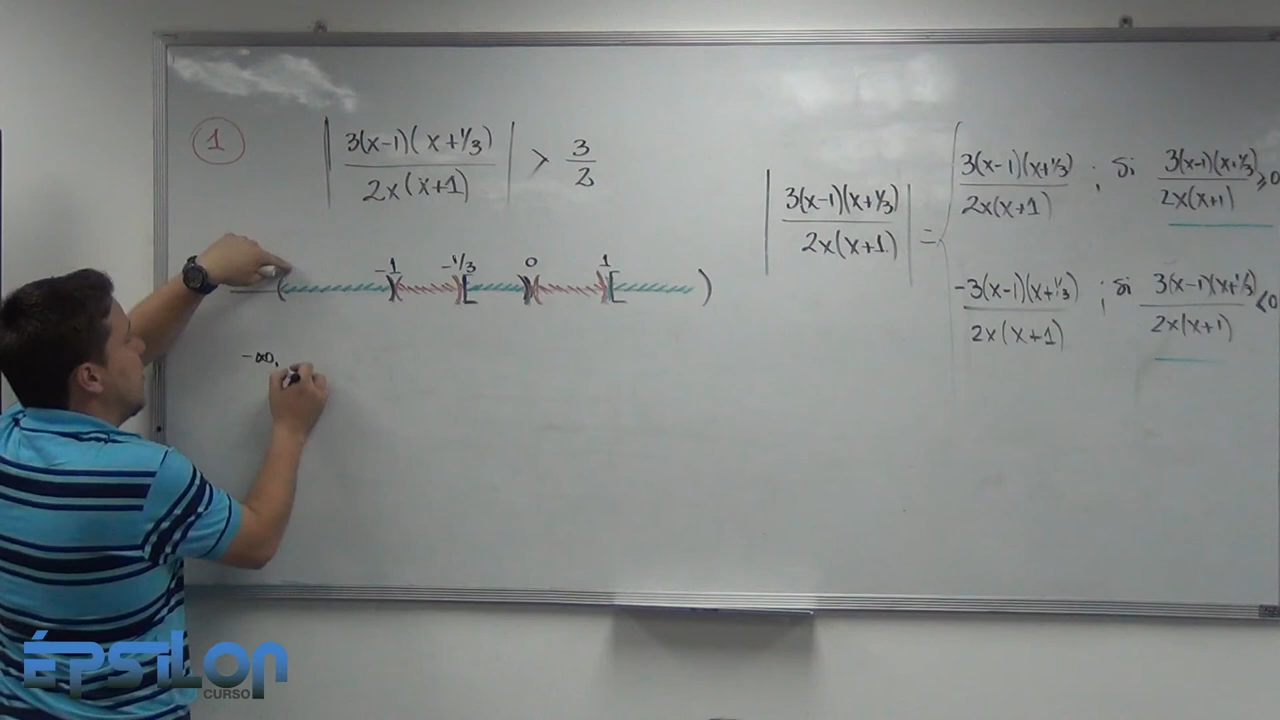 1
| 3(x-1)(x+1/3) / 2x(x+1) | > 3/2
| 3(x-1)(x+1/3) / 2x(x+1) | = { 3(x-1)(x+1/3) / 2x(x+1) ; si 3(x-1)(x+1/3) / 2x(x+1) ≥ 0
-3(x-1)(x+1/3) / 2x(x+1) ; si 3(x-1)(x+1/3) / 2x(x+1) < 0
-1 -1/3 0 1
-∞,
ÉPSILON
CURSO